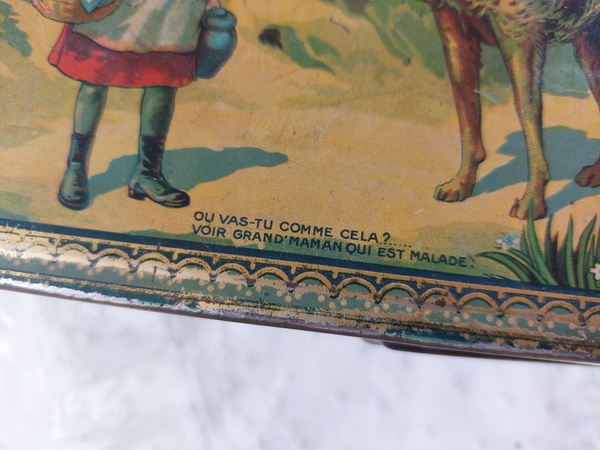 OU VAS-TU COMME CELA?......
VOIR GRAND'MAMAN QUI EST MALADE.